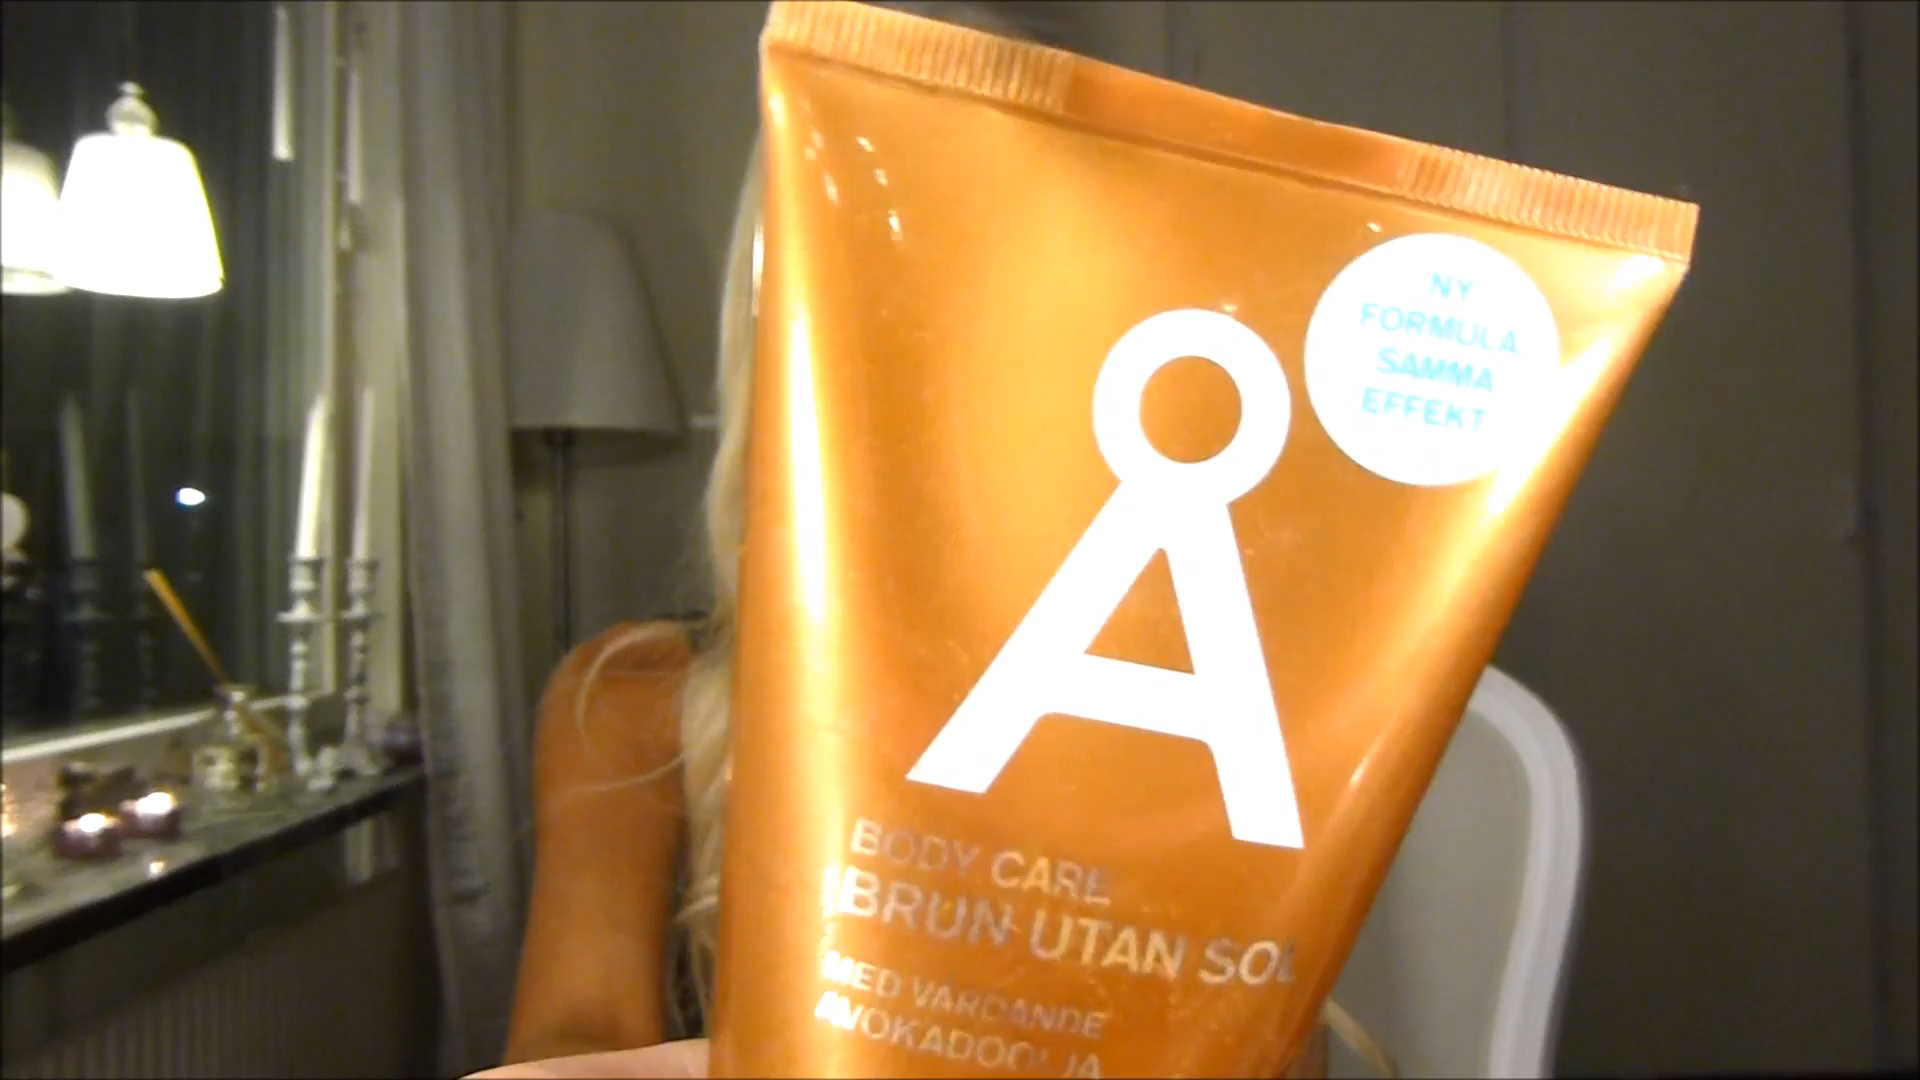 NY
FORMULA
SAMMA
EFFEKT
Å
BODY CARE
BRUN UTAN SOL
MED VÅRDANDE
AVOKADOOLJA